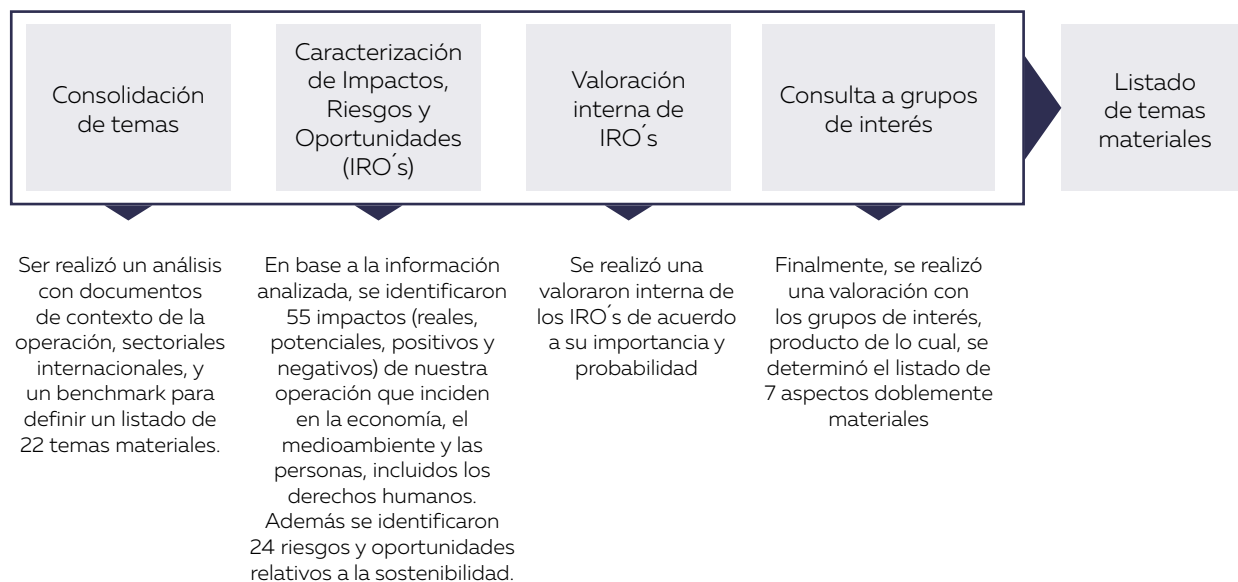 Consolidación
de temas
Caracterización
de Impactos,
Riesgos y
Oportunidades
(IRO´s)
Valoración
interna de
IRO´s
Consulta a grupos
de interés
Listado
de temas
materiales
Ser realizó un análisis
con documentos
de contexto de la
operación, sectoriales
internacionales, y
un benchmark para
definir un listado de
22 temas materiales.
En base a la información
analizada, se identificaron
55 impactos (reales,
potenciales, positivos y
negativos) de nuestra
operación que inciden
en la economía, el
medioambiente y las
personas, incluidos los
derechos humanos.
Además se identificaron
24 riesgos y oportunidades
relativos a la sostenibilidad.
Se realizó una
valoraron interna de
los IRO´s de acuerdo
a su importancia y
probabilidad
Finalmente, se realizó
una valoración con
los grupos de interés,
producto de lo cual, se
determinó el listado de
7 aspectos doblemente
materiales